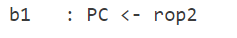 b1   : PC <- rop2